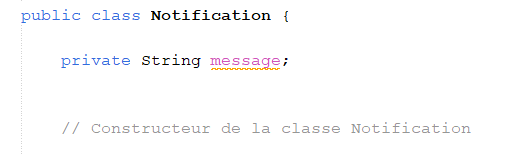 public class Notification {
private String message;
// Constructeur de la classe Notification